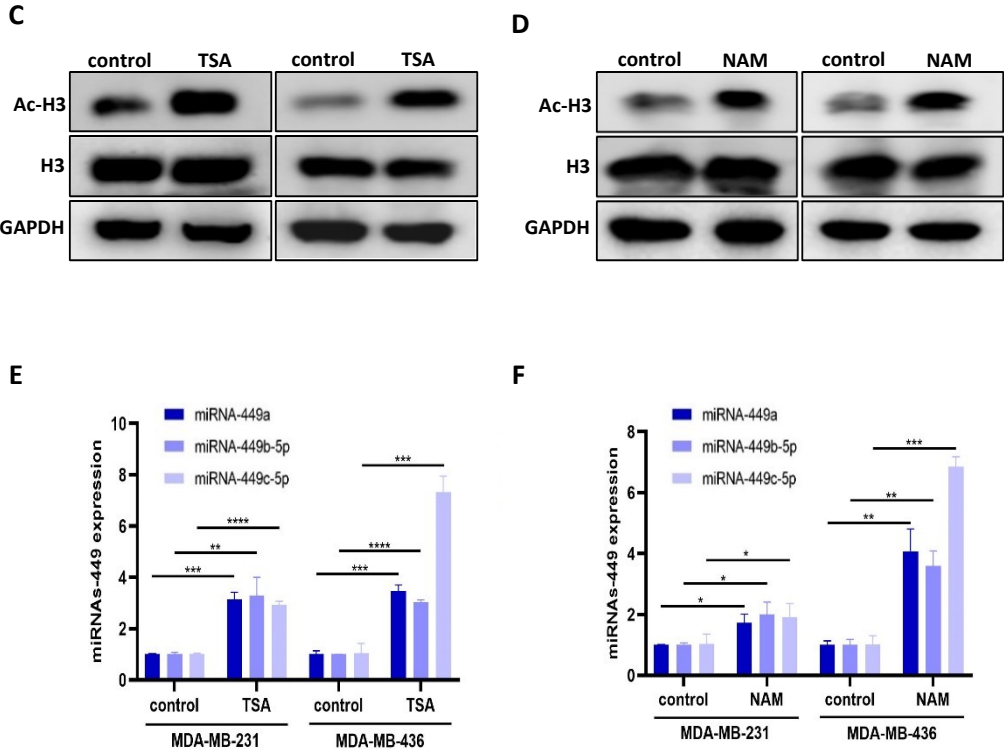 C
control TSA control TSA
Ac-H3
H3
GAPDH
D
control NAM control NAM
Ac-H3
H3
GAPDH
E
miRNA-449a
miRNA-449b-5p
miRNA-449c-5p
miRNAs-449 expression
10
8
6
4
2
0
*** ** **** *** **** ***
control TSA control TSA
MDA-MB-231 MDA-MB-436
F
miRNA-449a
miRNA-449b-5p
miRNA-449c-5p
miRNAs-449 expression
8
6
4
2
0
* * * ** ** ***
control NAM control NAM
MDA-MB-231 MDA-MB-436